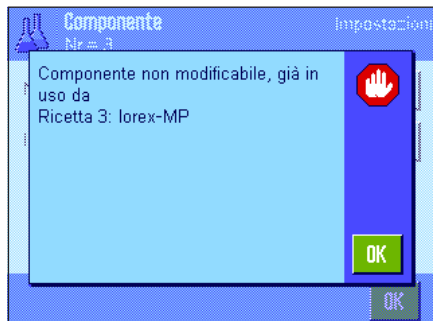 Componente
Impostazioni
Nr = 3
Componente non modificabile, già in
uso da
Ricetta 3: lorex-MP
OK
OK